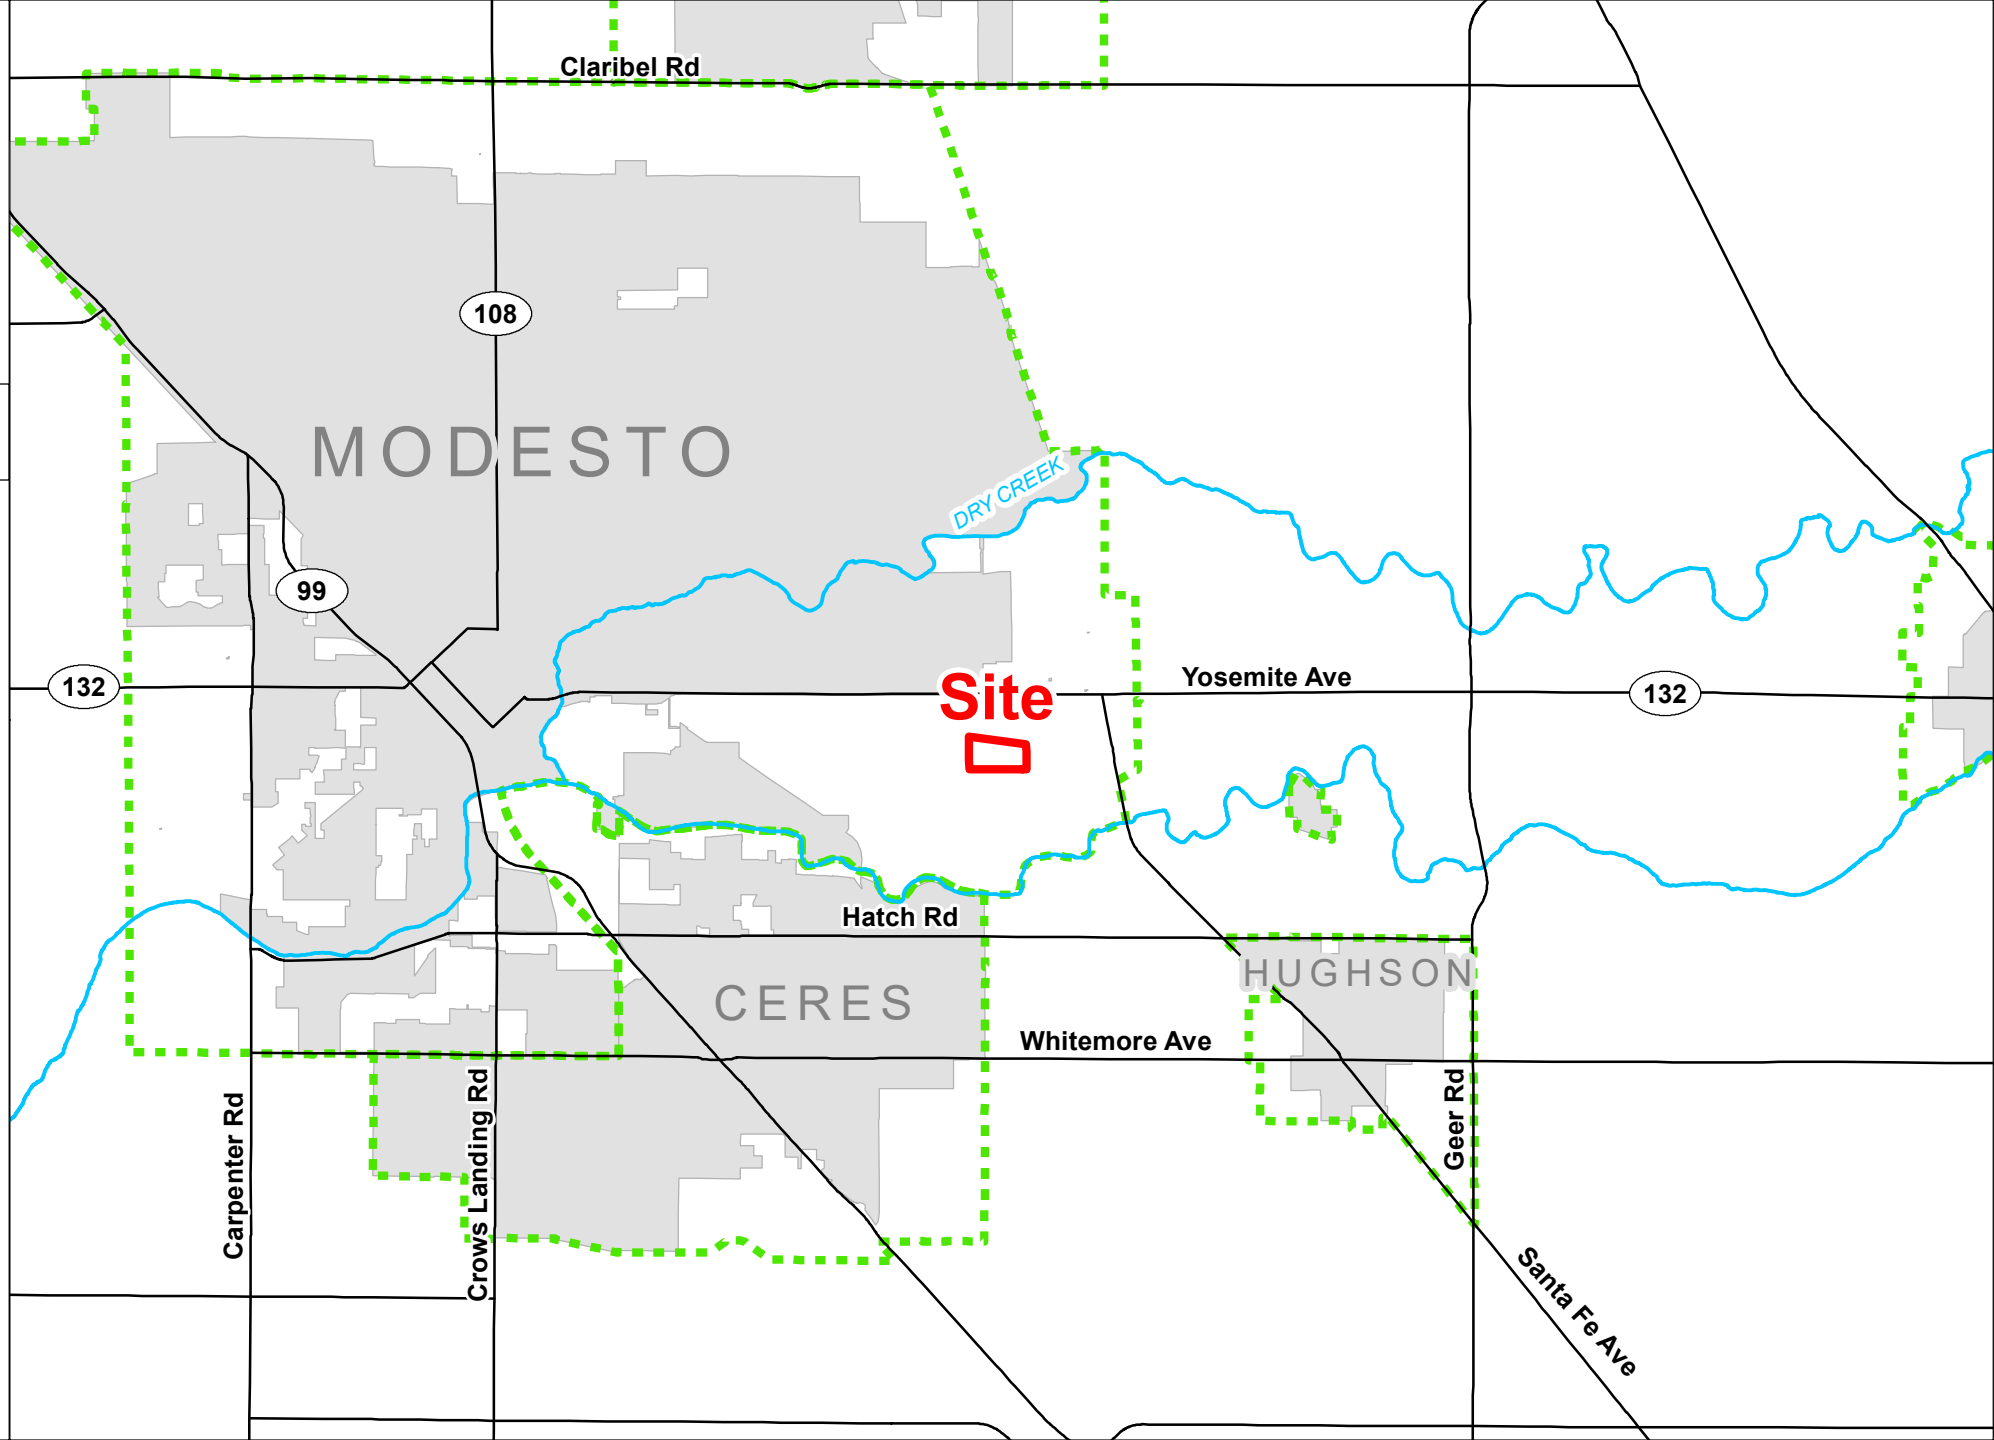 Claribel Rd
108
MODESTO
DRY CREEK
99
132
Site
Yosemite Ave
132
Hatch Rd
HUGHSON
CERES
Whitemore Ave
Carpenter Rd
Crows Landing Rd
Geer Rd
Santa Fe Ave